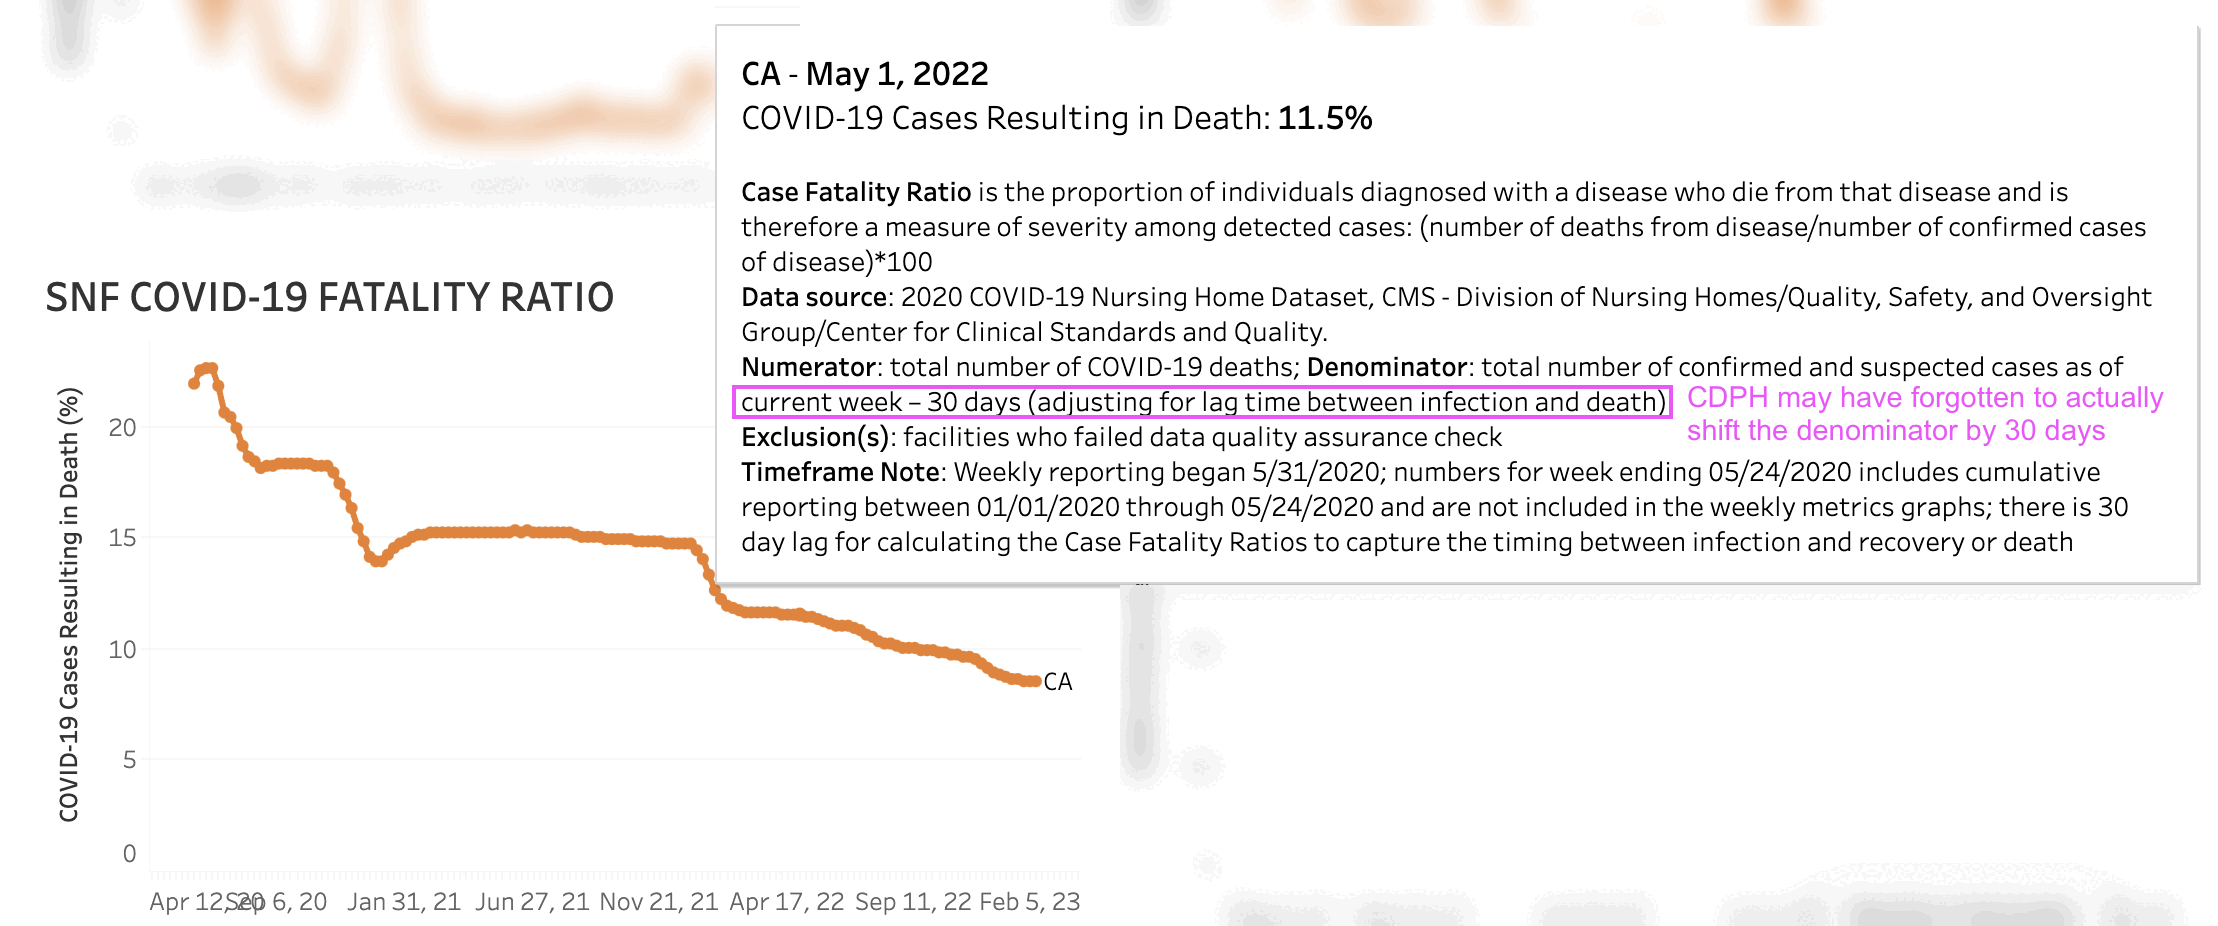 CA - May 1, 2022
COVID-19 Cases Resulting in Death: 11.5%
Case Fatality Ratio is the proportion of individuals diagnosed with a disease who die from that disease and is
therefore a measure of severity among detected cases: (number of deaths from disease/number of confirmed cases
of disease)*100
Data source: 2020 COVID-19 Nursing Home Dataset, CMS - Division of Nursing Homes/Quality, Safety, and Oversight
Group/Center for Clinical Standards and Quality.
Numerator: total number of COVID-19 deaths; Denominator: total number of confirmed and suspected cases as of
current week – 30 days (adjusting for lag time between infection and death)
CDPH may have forgotten to actually
shift the denominator by 30 days
Exclusion(s): facilities who failed data quality assurance check
Timeframe Note: Weekly reporting began 5/31/2020; numbers for week ending 05/24/2020 includes cumulative
reporting between 01/01/2020 through 05/24/2020 and are not included in the weekly metrics graphs; there is 30
day lag for calculating the Case Fatality Ratios to capture the timing between infection and recovery or death
SNF COVID-19 FATALITY RATIO
COVID-19 Cases Resulting in Death (%)
20
15
10
5
0
CA
Apr 12, 20 Sep 6, 20 Jan 31, 21 Jun 27, 21 Nov 21, 21 Apr 17, 22 Sep 11, 22 Feb 5, 23